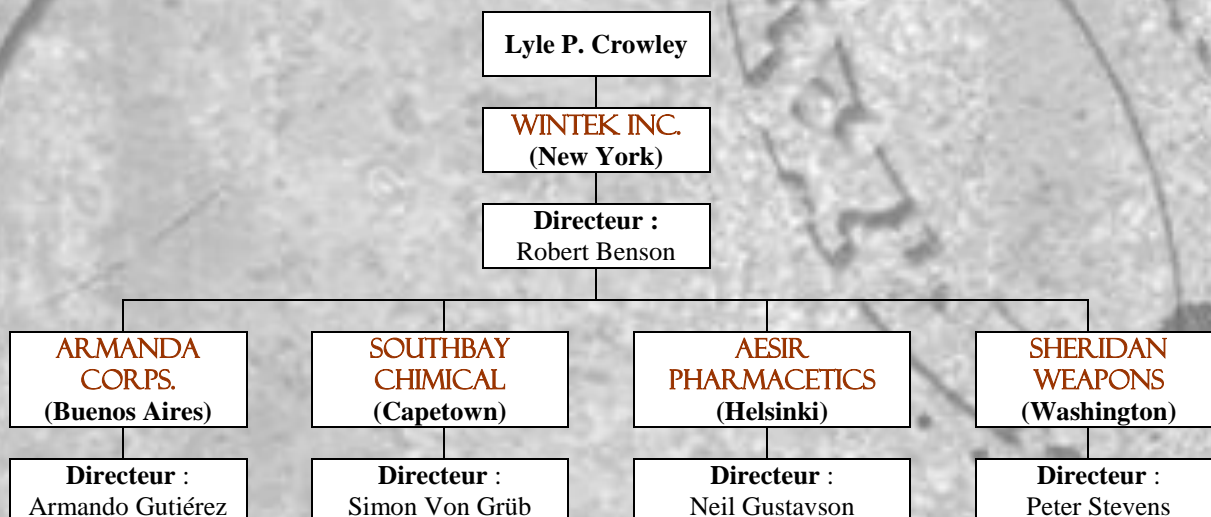 Lyle P. Crowley
WINTEK INC.
(New York)
Directeur :
Robert Benson
ARMANDA
CORPS.
(Buenos Aires)
SOUTHBAY
CHIMICAL
(Capetown)
AESIR
PHARMACETICS
(Helsinki)
SHERIDAN
WEAPONS
(Washington)
Directeur :
Armando Gutiérez
Directeur :
Simon Von Grüb
Directeur :
Neil Gustavson
Directeur :
Peter Stevens